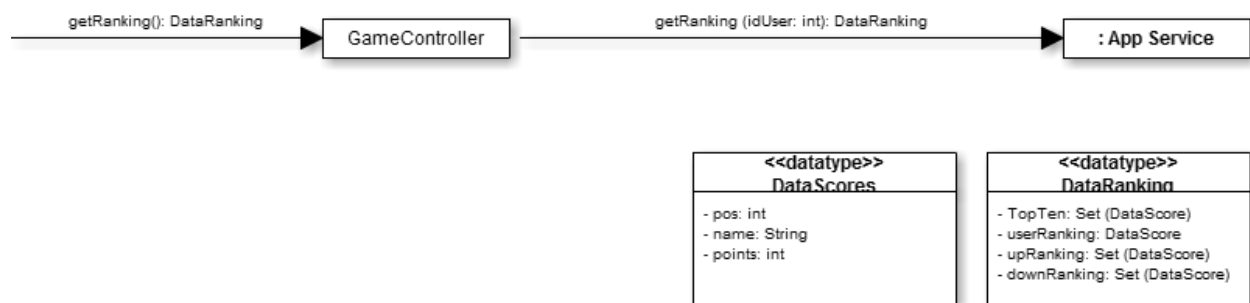 getRanking(): DataRanking
getRanking (idUser: int): DataRanking
GameController
: App Service
<<datatype>>
DataScores
- pos: int
- name: String
- points: int
<<datatype>>
DataRanking
- TopTen: Set (DataScore)
- userRanking: DataScore
- upRanking: Set (DataScore)
- downRanking: Set (DataScore)